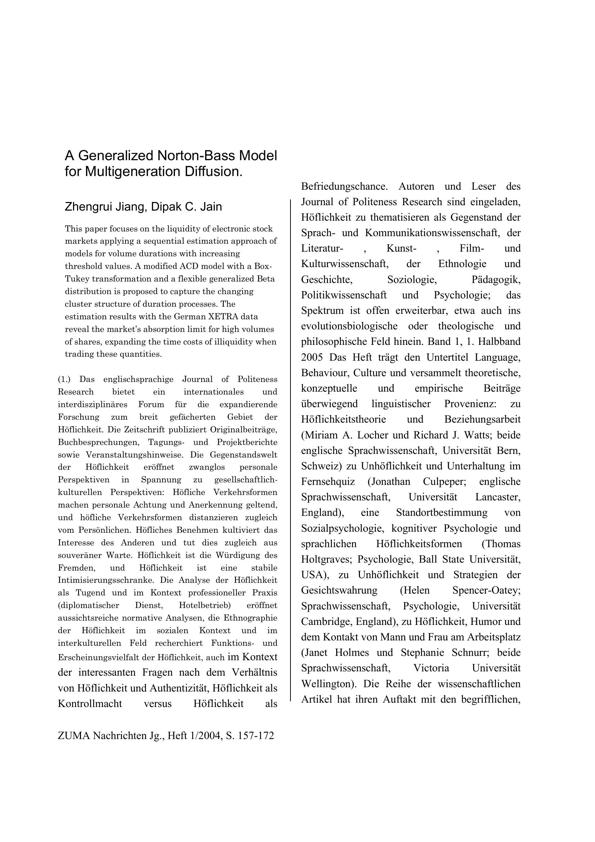 A Generalized Norton-Bass Model
for Multigeneration Diffusion.
Zhengrui Jiang, Dipak C. Jain
This paper focuses on the liquidity of electronic stock
markets applying a sequential estimation approach of
models for volume durations with increasing
threshold values. A modified ACD model with a Box-
Tukey transformation and a flexible generalized Beta
distribution is proposed to capture the changing
cluster structure of duration processes. The
estimation results with the German XETRA data
reveal the market's absorption limit for high volumes
of shares, expanding the time costs of illiquidity when
trading these quantities.
(1.) Das englischsprachige Journal of Politeness
Research bietet ein internationales und
interdisziplinäres Forum für die expandierende
Forschung zum breit gefächerten Gebiet der
Höflichkeit. Die Zeitschrift publiziert Originalbeiträge,
Buchbesprechungen, Tagungs- und Projektberichte
sowie Veranstaltungshinweise. Die Gegenstandswelt
der Höflichkeit eröffnet zwanglos personale
Perspektiven in Spannung zu gesellschaftlich-
kulturellen Perspektiven: Höfliche Verkehrsformen
machen personale Achtung und Anerkennung geltend,
und höfliche Verkehrsformen distanzieren zugleich
vom Persönlichen. Höfliches Benehmen kultiviert das
Interesse des Anderen und tut dies zugleich aus
souveräner Warte. Höflichkeit ist die Würdigung des
Fremden, und Höflichkeit ist eine stabile
Intimisierungsschranke. Die Analyse der Höflichkeit
als Tugend und im Kontext professioneller Praxis
(diplomatischer Dienst, Hotelbetrieb) eröffnet
aussichtsreiche normative Analysen, die Ethnographie
der Höflichkeit im sozialen Kontext und im
interkulturellen Feld recherchiert Funktions- und
Erscheinungsvielfalt der Höflichkeit, auch im Kontext
der interessanten Fragen nach dem Verhältnis
von Höflichkeit und Authentizität, Höflichkeit als
Kontrollmacht versus Höflichkeit als
Befriedungschance. Autoren und Leser des
Journal of Politeness Research sind eingeladen,
Höflichkeit zu thematisieren als Gegenstand der
Sprach- und Kommunikationswissenschaft, der
Literatur- , Kunst- , Film- und
Kulturwissenschaft, der Ethnologie und
Geschichte, Soziologie, Pädagogik,
Politikwissenschaft und Psychologie; das
Spektrum ist offen erweiterbar, etwa auch ins
evolutionsbiologische oder theologische und
philosophische Feld hinein. Band 1, 1. Halbband
2005 Das Heft trägt den Untertitel Language,
Behaviour, Culture und versammelt theoretische,
konzeptuelle und empirische Beiträge
überwiegend linguistischer Provenienz: zu
Höflichkeitstheorie und Beziehungsarbeit
(Miriam A. Locher und Richard J. Watts; beide
englische Sprachwissenschaft, Universität Bern,
Schweiz) zu Unhöflichkeit und Unterhaltung im
Fernsehquiz (Jonathan Culpeper; englische
Sprachwissenschaft, Universität Lancaster,
England), eine Standortbestimmung von
Sozialpsychologie, kognitiver Psychologie und
sprachlichen Höflichkeitsformen (Thomas
Holtgraves; Psychologie, Ball State Universität,
USA), zu Unhöflichkeit und Strategien der
Gesichtswahrung (Helen Spencer-Oatey;
Sprachwissenschaft, Psychologie, Universität
Cambridge, England), zu Höflichkeit, Humor und
dem Kontakt von Mann und Frau am Arbeitsplatz
(Janet Holmes und Stephanie Schnurr; beide
Sprachwissenschaft, Victoria Universität
Wellington). Die Reihe der wissenschaftlichen
Artikel hat ihren Auftakt mit den begrifflichen,
ZUMA Nachrichten Jg., Heft 1/2004, S. 157-172